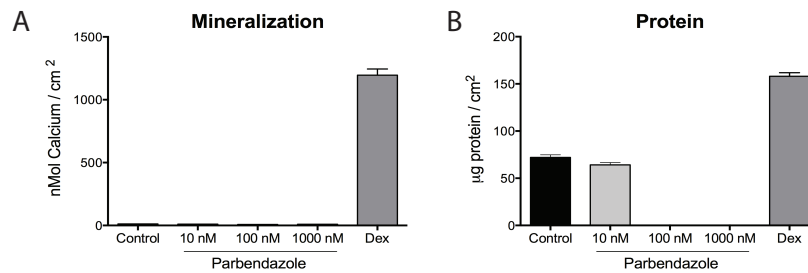 A
Mineralization
nMol Calcium / cm 2
1500
1000
500
0
Control
10 nM
100 nM
1000 nM
Dex
Parbendazole
B
Protein
µg protein / cm2
200
150
100
50
0
Control
10 nM
100 nM
1000 nM
Dex
Parbendazole